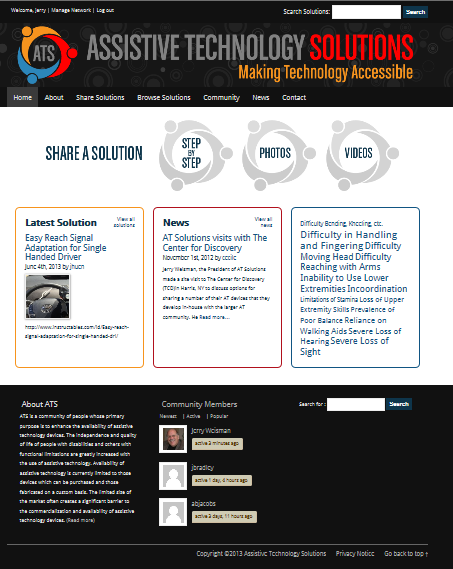 Welcome, Jerry | Manage Network | Log out
Search Solutions:
Search
ATS
ASSISTIVE TECHNOLOGY SOLUTIONS
Making Technology Accessible
Home About Share Solutions Browse Solutions Community News Contact
SHARE A SOLUTION
STEP
BY
STEP
PHOTOS
VIDEOS
Latest Solution
View all
solutions
Easy Reach Signal
Adaptation for Single
Handed Driver
June 4th, 2013 by jhucn
http://www.instructables.com/id/Easy-reach-
signal-adaptation-for-single-handed-dri/
News
View all
news
AT Solutions visits with The
Center for Discovery
November 1st, 2012 by
Jerry Weisman, the President of AT Solutions
made a site visit to The Center for Discovery
(TCD)in Harris, NY to discuss options for
sharing a number of their AT devices that they
develop in-house with the larger AT
community. He Read more...
Difficulty Bending, Kneeling, etc.
Difficulty in Handling
and Fingering Difficulty
Moving Head Difficulty
Reaching with Arms
Inability to Use Lower
Extremities Incoordination
Limitations of Stamina Loss of Upper
Extremity Skills Prevalence of
Poor Balance Reliance on
Walking Aids Severe Loss of
Hearing Severe Loss of
Sight
About ATS
ATS is a community of people whose primary
purpose is to enhance the availability of assistive
technology devices. The independence and quality
of life of people with disabilities and others with
functional limitations are greatly increased with
the use of assistive technology. Availability of
assistive technology is currently limited to those
devices which can be purchased and those
fabricated on a custom basis. The limited size of
the market often creates a significant barrier to
the commercialization and availability of assistive
technology devices. (Read more)
Community Members
Newest | Active | Popular
Jerry Weisman
active 3 minutes ago
jbradicy
active 1 day, 4 hours ago
abjacobs
active 3 days, 11 hours ago
Search for :
Search
Copyright ©2013 Assistive Technology Solutions Privacy Notice Go back to top ↑